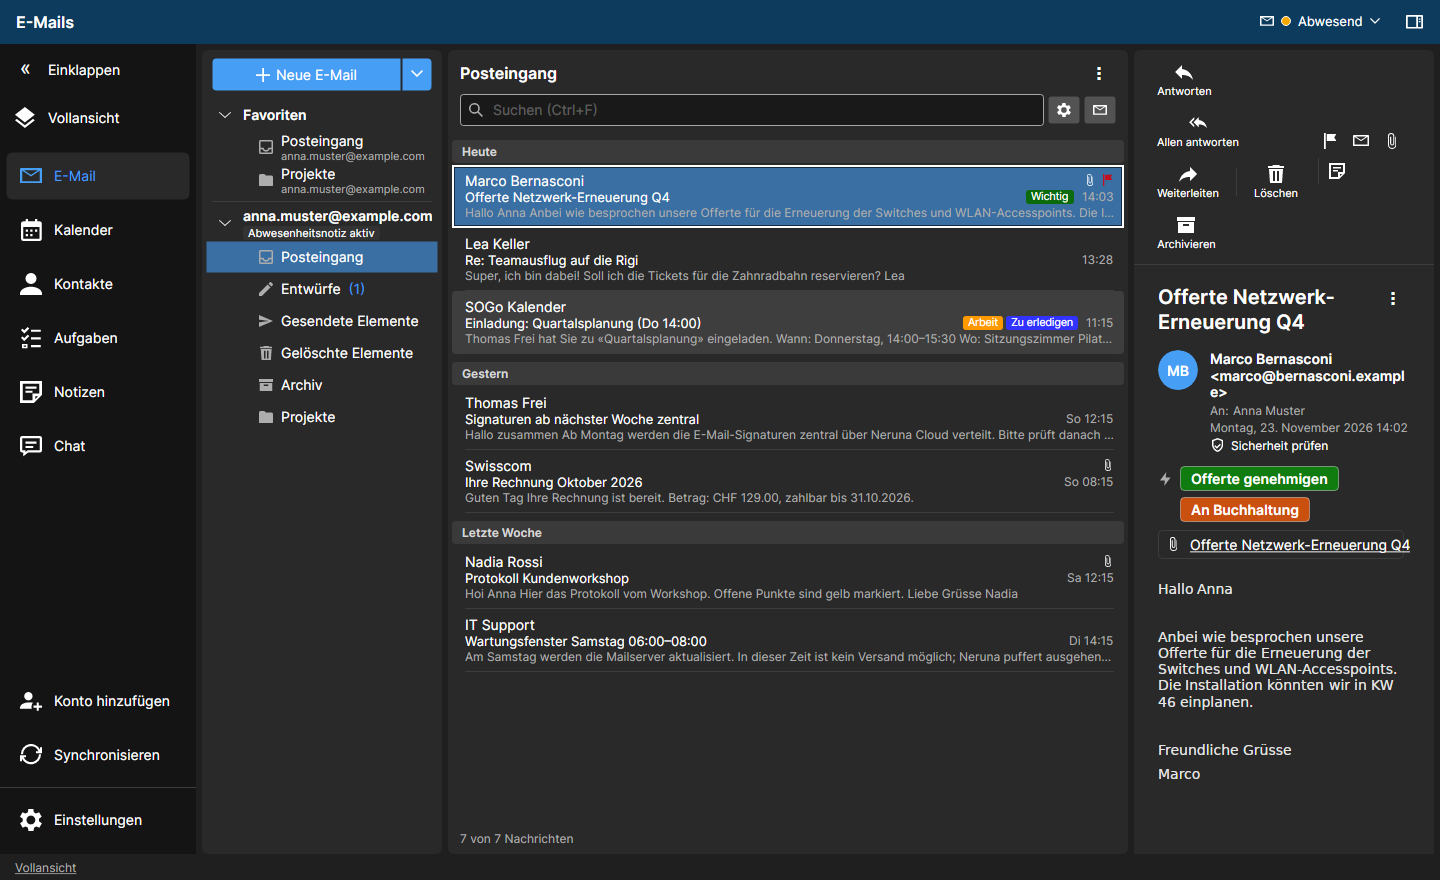 E-Mails
Abwesend
Einklappen
Vollansicht
E-Mail
Kalender
Kontakte
Aufgaben
Notizen
Chat
Konto hinzufügen
Synchronisieren
Einstellungen
Vollansicht
Neue E-Mail
Favoriten
Posteingang
anna.muster@example.com
Projekte
anna.muster@example.com
anna.muster@example.com
Abwesenheitsnotiz aktiv
Posteingang
Entwürfe (1)
Gesendete Elemente
Gelöschte Elemente
Archiv
Projekte
Posteingang
Suchen (Ctrl+F)
Heute
Marco Bernasconi
Offerte Netzwerk-Erneuerung Q4 Wichtig 14:03
Hallo Anna Anbei wie besprochen unsere Offerte für die Erneuerung der Switches und WLAN-Accesspoints. Die I...
Lea Keller
Re: Teamausflug auf die Rigi 13:28
Super, ich bin dabei! Soll ich die Tickets für die Zahnradbahn reservieren? Lea
SOGo Kalender
Einladung: Quartalsplanung (Do 14:00) Arbeit Zu erledigen 11:15
Thomas Frei hat Sie zu «Quartalsplanung» eingeladen. Wann: Donnerstag, 14:00–15:30 Wo: Sitzungszimmer Pilat...
Gestern
Thomas Frei
Signaturen ab nächster Woche zentral So 12:15
Hallo zusammen Ab Montag werden die E-Mail-Signaturen zentral über Neruna Cloud verteilt. Bitte prüft danach ...
Swisscom
Ihre Rechnung Oktober 2026 So 08:15
Guten Tag Ihre Rechnung ist bereit. Betrag: CHF 129.00, zahlbar bis 31.10.2026.
Letzte Woche
Nadia Rossi
Protokoll Kundenworkshop Sa 12:15
Hoi Anna Hier das Protokoll vom Workshop. Offene Punkte sind gelb markiert. Liebe Grüsse Nadia
IT Support
Wartungsfenster Samstag 06:00–08:00 Di 14:15
Am Samstag werden die Mailserver aktualisiert. In dieser Zeit ist kein Versand möglich; Neruna puffert ausgehen...
7 von 7 Nachrichten
Antworten
Allen antworten
Weiterleiten
Löschen
Archivieren
Offerte Netzwerk-
Erneuerung Q4
MB
Marco Bernasconi
<marco@bernasconi.exampl
e>
An: Anna Muster
Montag, 23. November 2026 14:02
Sicherheit prüfen
Offerte genehmigen
An Buchhaltung
Offerte Netzwerk-Erneuerung Q4
Hallo Anna
Anbei wie besprochen unsere
Offerte für die Erneuerung der
Switches und WLAN-Accesspoints.
Die Installation könnten wir in KW
46 einplanen.
Freundliche Grüsse
Marco